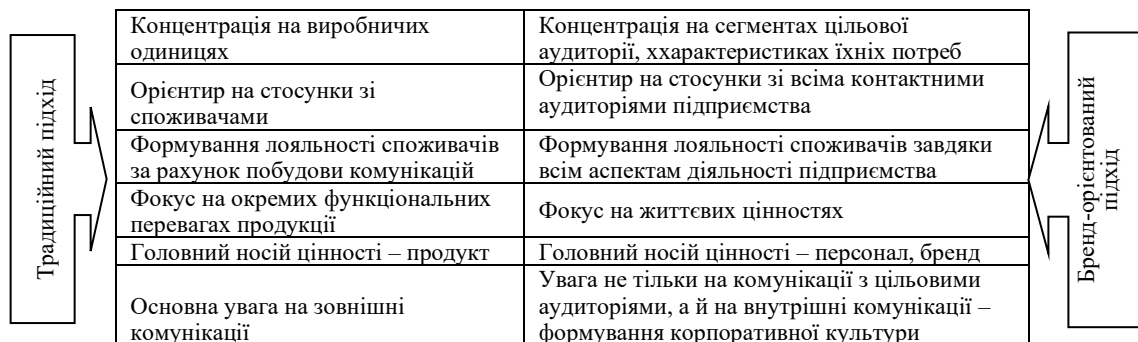 Традиційний підхід
Концентрація на виробничих
одиницях
Концентрація на сегментах цільової
аудиторії, ххарактеристиках їхніх потреб
Орієнтир на стосунки зі
споживачами
Орієнтир на стосунки зі всіма контактними
аудиторіями підприємства
Формування лояльності споживачів
за рахунок побудови комунікацій
Формування лояльності споживачів завдяки
всім аспектам діяльності підприємства
Фокус на окремих функціональних
перевагах продукції
Фокус на життєвих цінностях
Головний носій цінності – продукт
Головний носій цінності – персонал, бренд
Основна увага на зовнішні
комунікації
Увага не тільки на комунікації з цільовими
аудиторіями, а й на внутрішні комунікації –
формування корпоративної культури
Бренд-орієнтований
підхід